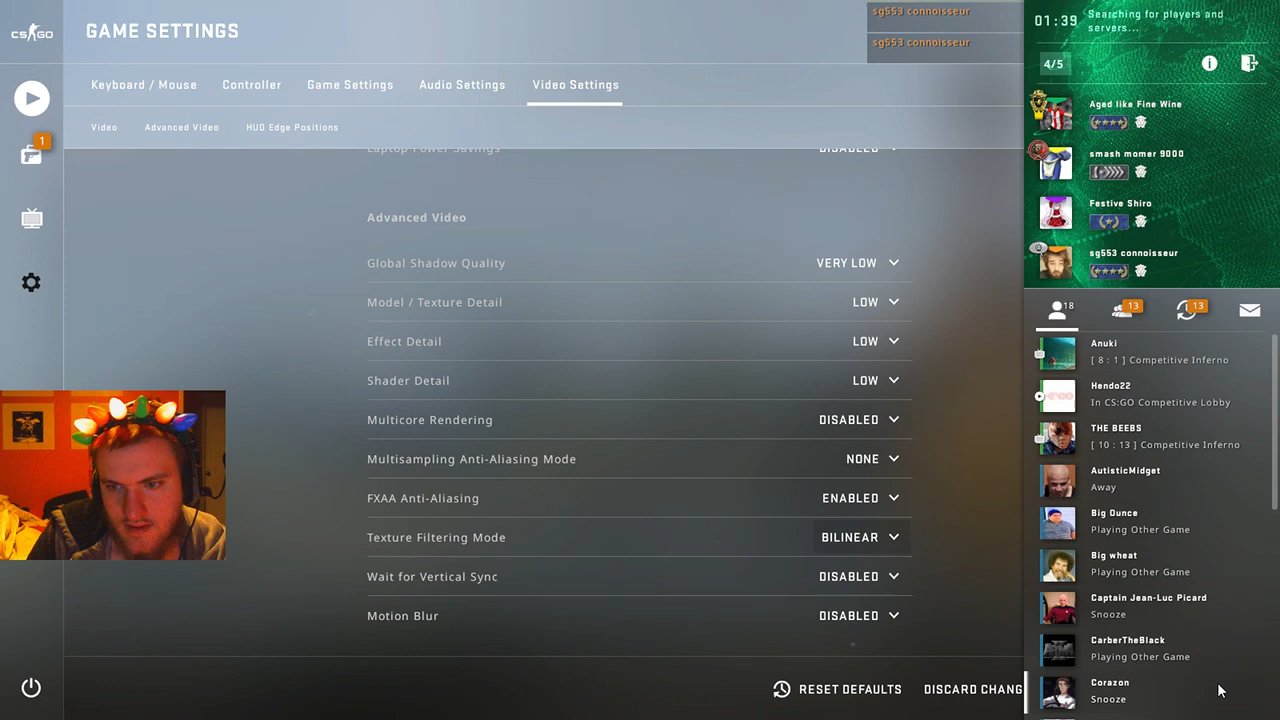 CS GO
GAME SETTINGS
sg553 connoisseur
sg553 connoisseur
01:39
Searching for players and
servers...
4/5
Keyboard / Mouse
Controller
Game Settings
Audio Settings
Video Settings
Video
Advanced Video
HUD Edge Positions
Laptop Power Savings
DISABLED
Advanced Video
Global Shadow Quality
VERY LOW
Model / Texture Detail
LOW
Effect Detail
LOW
Shader Detail
LOW
Multicore Rendering
DISABLED
Multisampling Anti-Aliasing Mode
NONE
FXAA Anti-Aliasing
ENABLED
Texture Filtering Mode
BILINEAR
Wait for Vertical Sync
DISABLED
Motion Blur
DISABLED
RESET DEFAULTS
DISCARD CHANG
1
Aged like Fine Wine
smash momer 9000
Festive Shiro
sg553 connoisseur
18
13
13
Anuki
[ 8 : 1 ] Competitive Inferno
Hendo22
In CS:GO Competitive Lobby
THE BEEBS
[ 10 : 13 ] Competitive Inferno
AutisticMidget
Away
Big Ounce
Playing Other Game
Big wheat
Playing Other Game
Captain Jean-Luc Picard
Snooze
CarberTheBlack
Playing Other Game
Corazon
Snooze